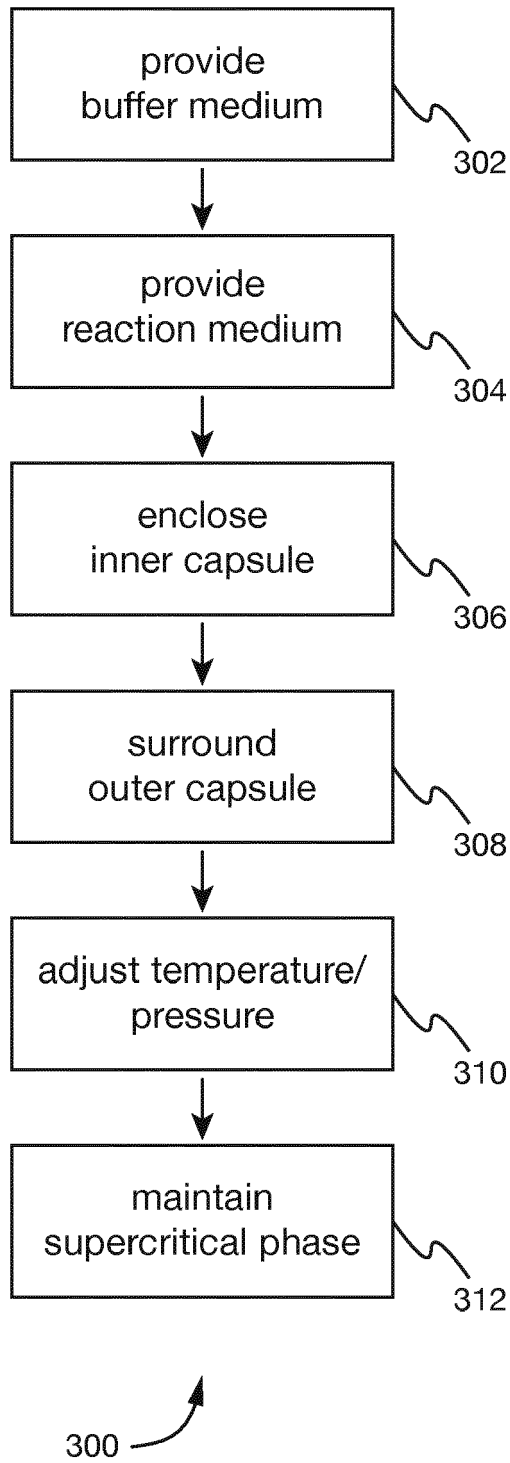 provide
buffer medium
302
provide
reaction medium
304
enclose
inner capsule
306
surround
outer capsule
308
adjust temperature/
pressure
310
maintain
supercritical phase
312
300